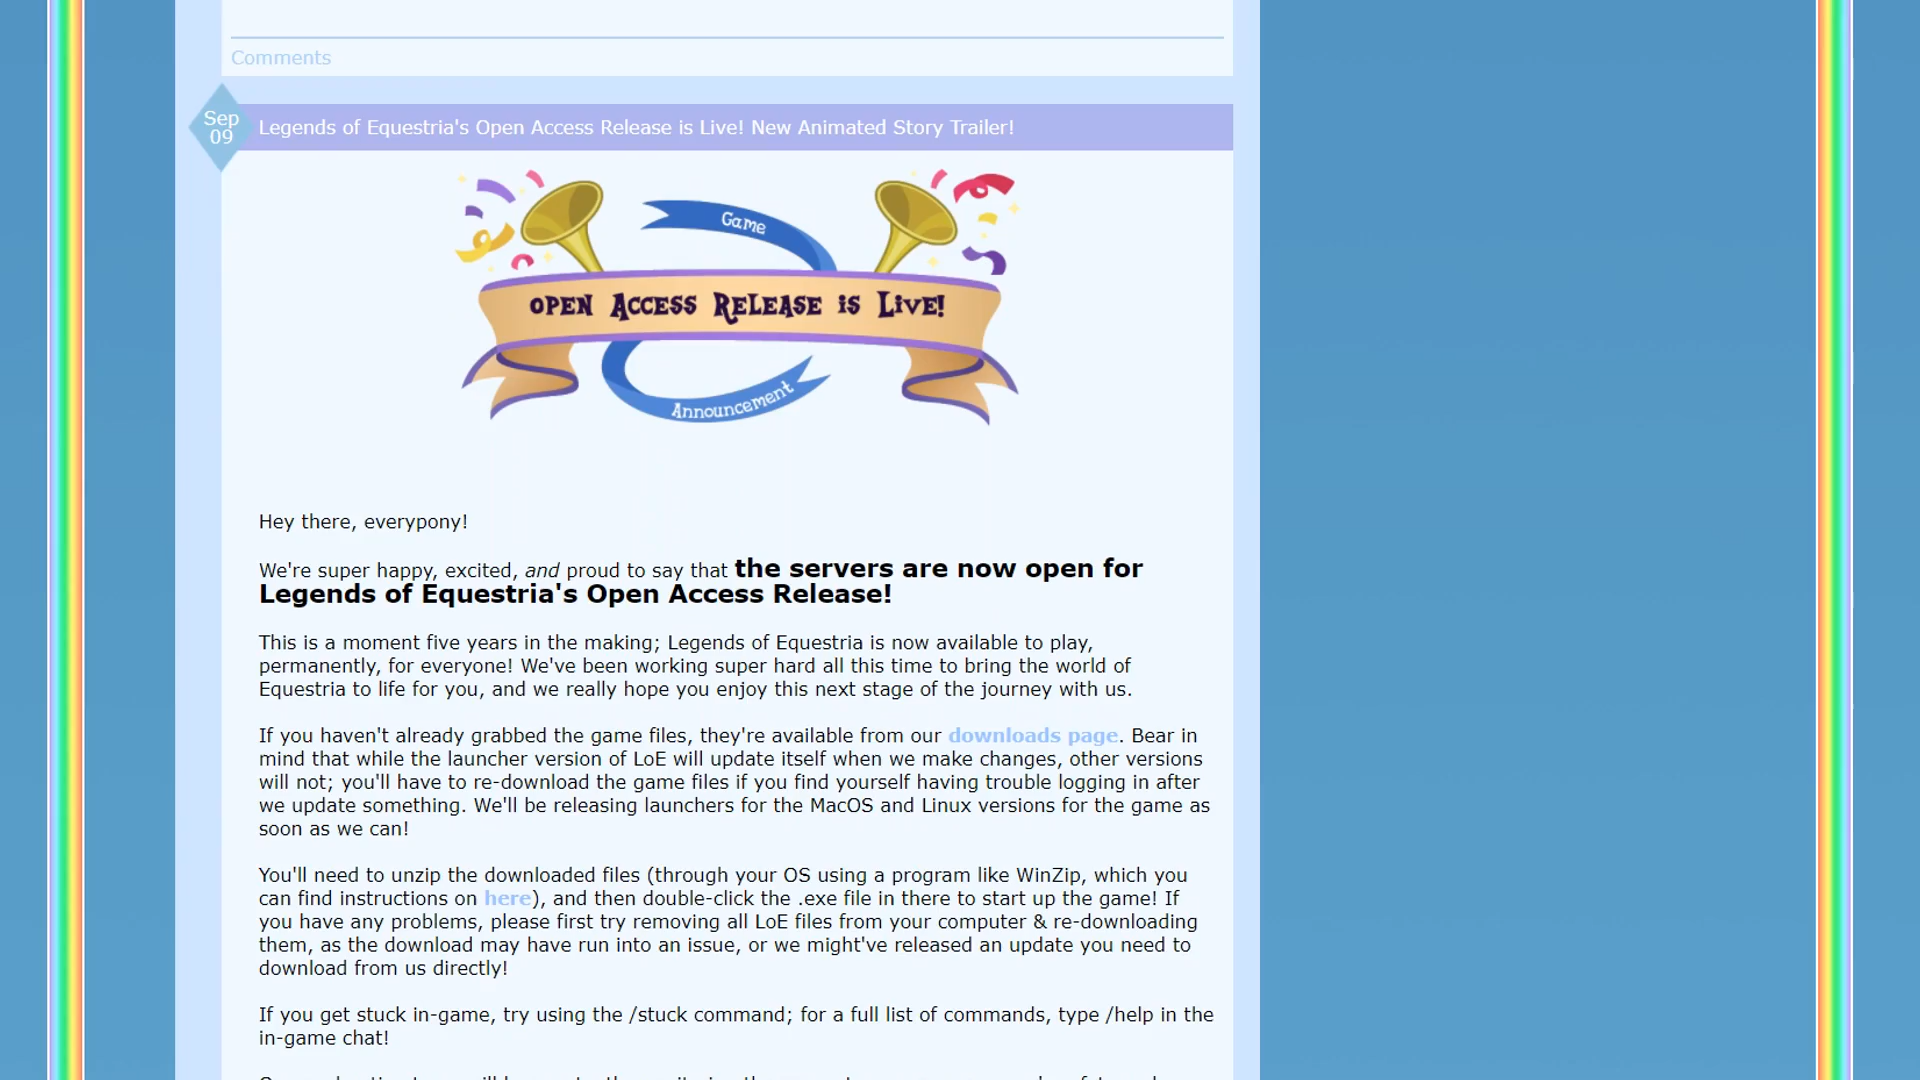 Comments
Sep
09
Legends of Equestria's Open Access Release is Live! New Animated Story Trailer!
Game
Open Access Release is Live!
Announcement
Hey there, everypony!
We're super happy, excited, and proud to say that the servers are now open for
Legends of Equestria's Open Access Release!
This is a moment five years in the making; Legends of Equestria is now available to play,
permanently, for everyone! We've been working super hard all this time to bring the world of
Equestria to life for you, and we really hope you enjoy this next stage of the journey with us.
If you haven't already grabbed the game files, they're available from our downloads page. Bear in
mind that while the launcher version of LoE will update itself when we make changes, other versions
will not; you'll have to re-download the game files if you find yourself having trouble logging in after
we update something. We'll be releasing launchers for the MacOS and Linux versions for the game as
soon as we can!
You'll need to unzip the downloaded files (through your OS using a program like WinZip, which you
can find instructions on here), and then double-click the .exe file in there to start up the game! If
you have any problems, please first try removing all LoE files from your computer & re-downloading
them, as the download may have run into an issue, or we might've released an update you need to
download from us directly!
If you get stuck in-game, try using the /stuck command; for a full list of commands, type /help in the
in-game chat!